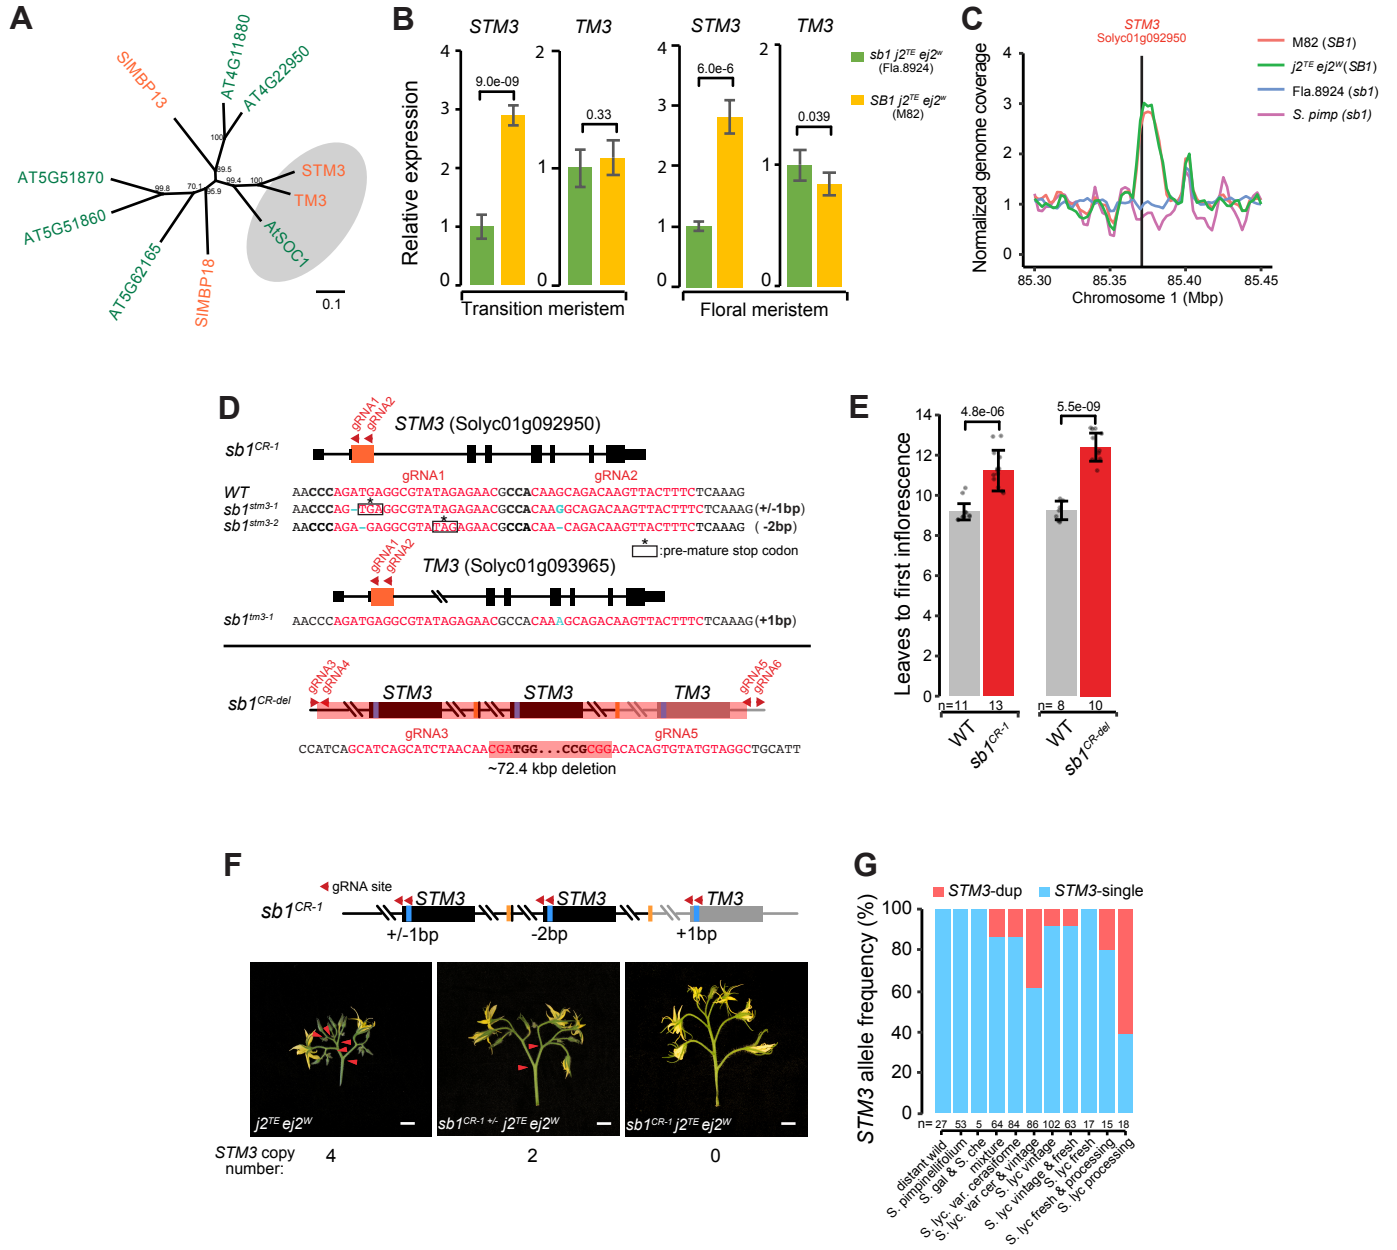 A
SlMBP13
AT4G11880
AT4G22950
AT5G51870
AT5G51860
AT5G62165
SlMBP18
AtSOC1
STM3
TM3
100
89.5
99.8
70.1
95.9
99.4
100
0.1
B
STM3 TM3 STM3 TM3
Relative expression
4
3
2
1
0
2
1
0
4
3
2
1
0
2
1
0
9.0e-09
0.33
6.0e-6
0.039
Transition meristem
Floral meristem
sb1 j2TE ej2w
(Fla.8924)
SB1 j2TE ej2w
(M82)
C
STM3
Solyc01g092950
Normalized genome coverage
4
3
2
1
0
85.30 85.35 85.40 85.45
Chromosome 1 (Mbp)
M82 (SB1)
j2TE ej2W(SB1)
Fla.8924 (sb1)
S. pimp (sb1)
D
gRNA1
gRNA2
STM3 (Solyc01g092950)
sb1CR-1
gRNA1 gRNA2
WT AACCCAGATGAGGCGTATAGAGAACGCCACAAGCAGACAAGTTACTTTCTCAAAG
sb1stm3-1 AACCCAG-TGAGGCGTATAGAGAACGCCACAAGGCAGACAAGTTACTTTCTCAAAG(+/-1bp)
sb1stm3-2 AACCCAGA-GAGGCGTATAGAGAACGCCACAA-CAGACAAGTTACTTTCTCAAAG (-2bp)
* :pre-mature stop codon
gRNA1
gRNA2
TM3 (Solyc01g093965)
sb1tm3-1 AACCCAGATGAGGCGTATAGAGAACGCCACAAAGCAGACAAGTTACTTTCTCAAAG(+1bp)
gRNA3
gRNA4
gRNA5
gRNA6
sb1CR-del STM3 STM3 TM3
gRNA3 gRNA5
CCATCAGCATCAGCATCTAACAACGATGG...CCGCGGACACAGTGTATGTAGGCTGCATT
~72.4 kbp deletion
E
Leaves to first inflorescence
14
12
10
8
6
4
2
0
4.8e-06
5.5e-09
n=11 13 n= 8 10
WT
sb1CR-1
WT
sb1CR-del
F
gRNA site
sb1CR-1
STM3 STM3 TM3
+/-1bp -2bp +1bp
j2TE ej2W
sb1CR-1 +/- j2TE ej2W
sb1CR-1 j2TE ej2W
STM3 copy
number:
4 2 0
G
STM3-dup STM3-single
STM3 allele frequency (%)
100
80
60
40
20
0
n= 27 53 5 64 84 86 102 63 17 15 18
distant wild
S. pimpinellifolium
S. gal & S. che
mixture
S. lyc. var. cerasiforme
S. lyc. var cer & vintage
S. lyc vintage
S. lyc vintage & fresh
S. lyc fresh
S. lyc fresh & processing
S. lyc processing